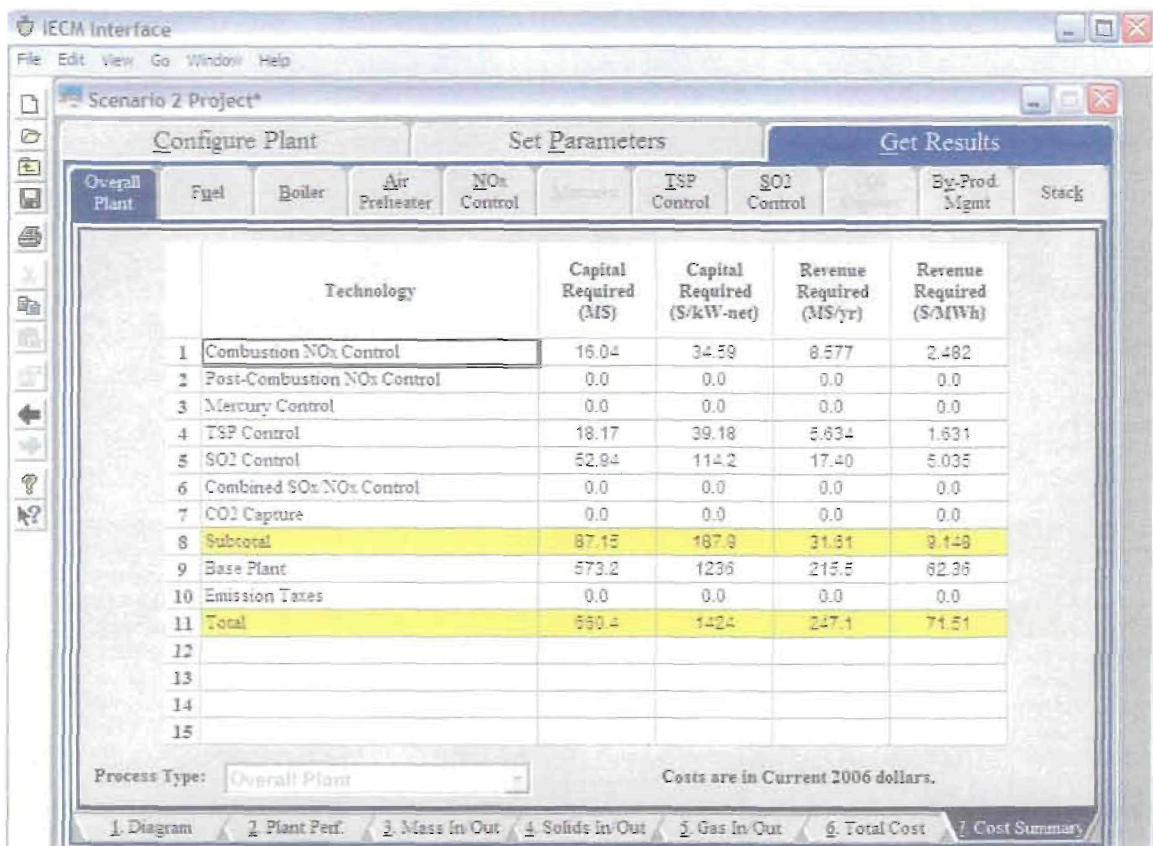 IECM Interface
File Edit View Go Window Help
Scenario 2 Project*
Configure Plant Set Parameters Get Results
Overall Plant Fuel Boiler Air Preheater NOx Control Mercury TSP Control SO2 Control By-Prod. Mgmt Stack
Technology Capital Required (M$) Capital Required ($/kW-net) Revenue Required (M$/yr) Revenue Required ($/MWh)
1 Combustion NOx Control 16.04 34.59 8.577 2.482
2 Post-Combustion NOx Control 0.0 0.0 0.0 0.0
3 Mercury Control 0.0 0.0 0.0 0.0
4 TSP Control 18.17 39.18 5.634 1.631
5 SO2 Control 52.94 114.2 17.40 5.035
6 Combined SOx NOx Control 0.0 0.0 0.0 0.0
7 CO2 Capture 0.0 0.0 0.0 0.0
8 Subtotal 87.15 187.9 31.61 9.148
9 Base Plant 573.2 1236 215.5 62.36
10 Emission Taxes 0.0 0.0 0.0 0.0
11 Total 660.4 1424 247.1 71.51
12
13
14
15
Process Type: Overall Plant Costs are in Current 2006 dollars.
1. Diagram 2. Plant Perf. 3. Mass In/Out 4. Solids In/Out 5. Gas In/Out 6. Total Cost 7. Cost Summary